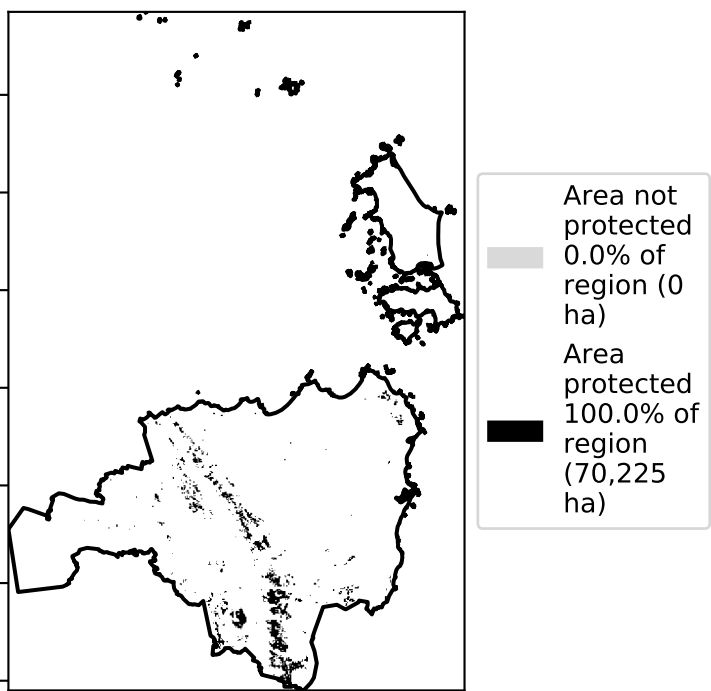 Area not
protected
0.0% of
region (0
ha)
Area
protected
100.0% of
region
(70,225
ha)